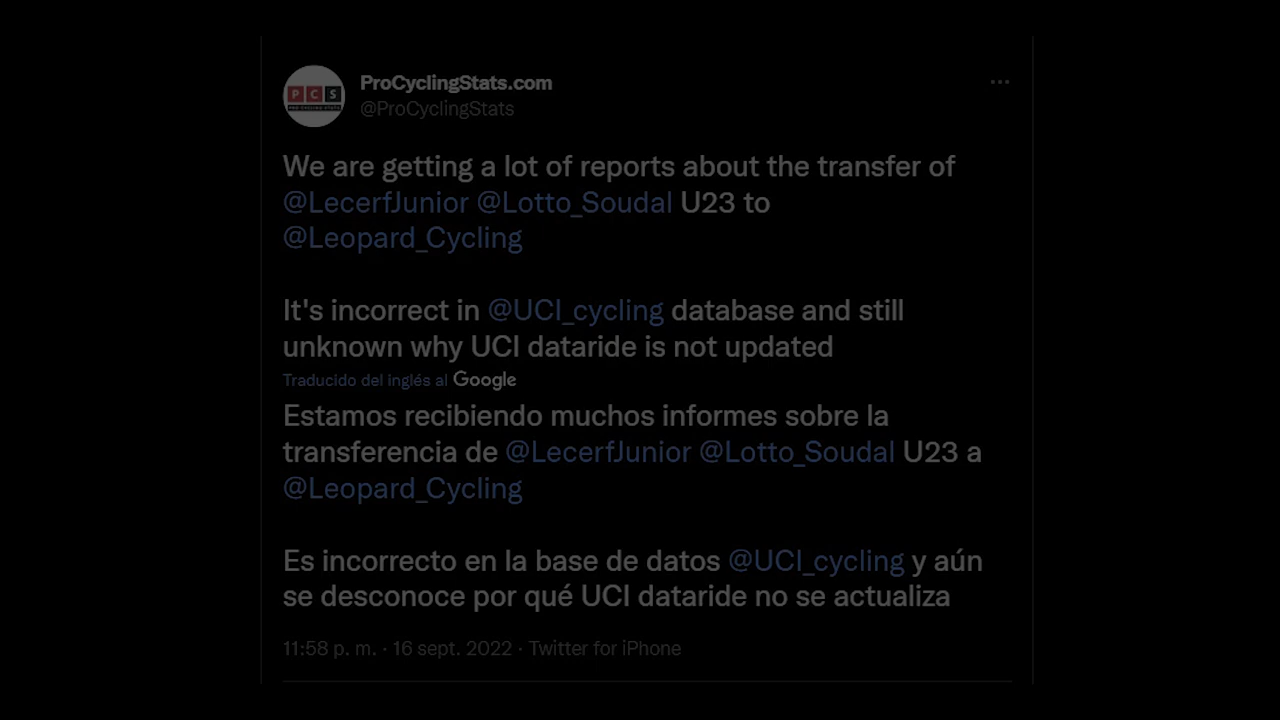 P C S
PRO CYCLING STATS
ProCyclingStats.com
@ProCyclingStats
We are getting a lot of reports about the transfer of
@LecerfJunior @Lotto_Soudal U23 to
@Leopard_Cycling
It's incorrect in @UCI_cycling database and still
unknown why UCI dataride is not updated
Traducido del inglés al Google
Estamos recibiendo muchos informes sobre la
transferencia de @LecerfJunior @Lotto_Soudal U23 a
@Leopard_Cycling
Es incorrecto en la base de datos @UCI_cycling y aún
se desconoce por qué UCI dataride no se actualiza
11:58 p. m. · 16 sept. 2022 · Twitter for iPhone